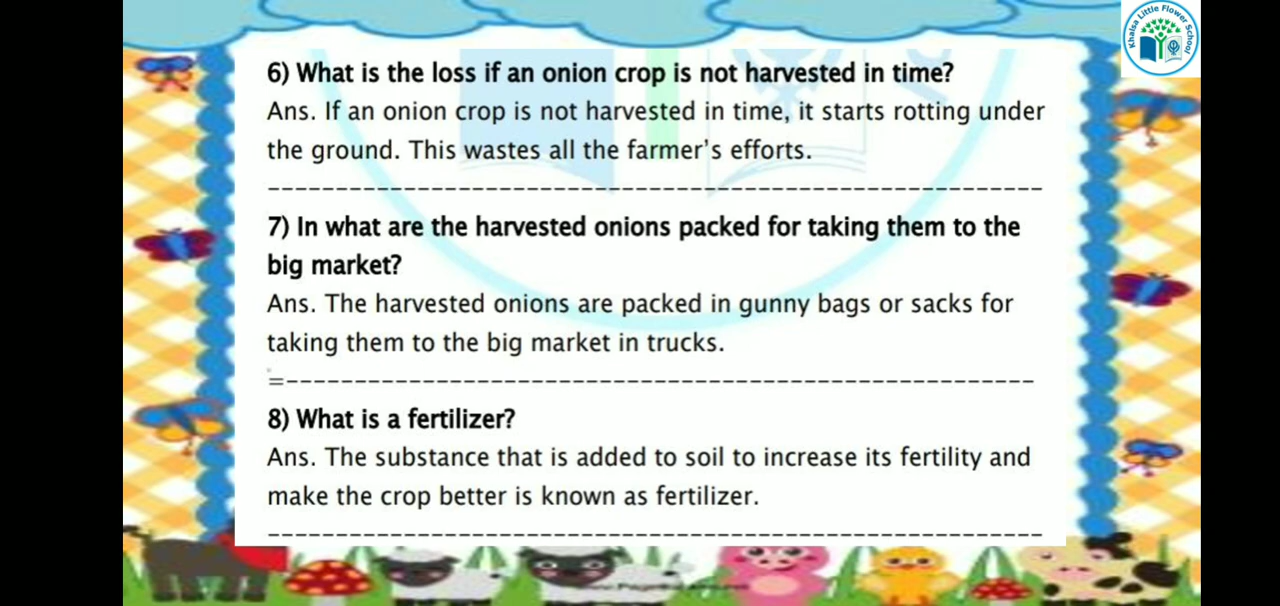 Khalsa Little Flower School
6) What is the loss if an onion crop is not harvested in time?
Ans. If an onion crop is not harvested in time, it starts rotting under
the ground. This wastes all the farmer's efforts.
---------------------------------------------------------
7) In what are the harvested onions packed for taking them to the
big market?
Ans. The harvested onions are packed in gunny bags or sacks for
taking them to the big market in trucks.
=-------------------------------------------------------
8) What is a fertilizer?
Ans. The substance that is added to soil to increase its fertility and
make the crop better is known as fertilizer.
---------------------------------------------------------